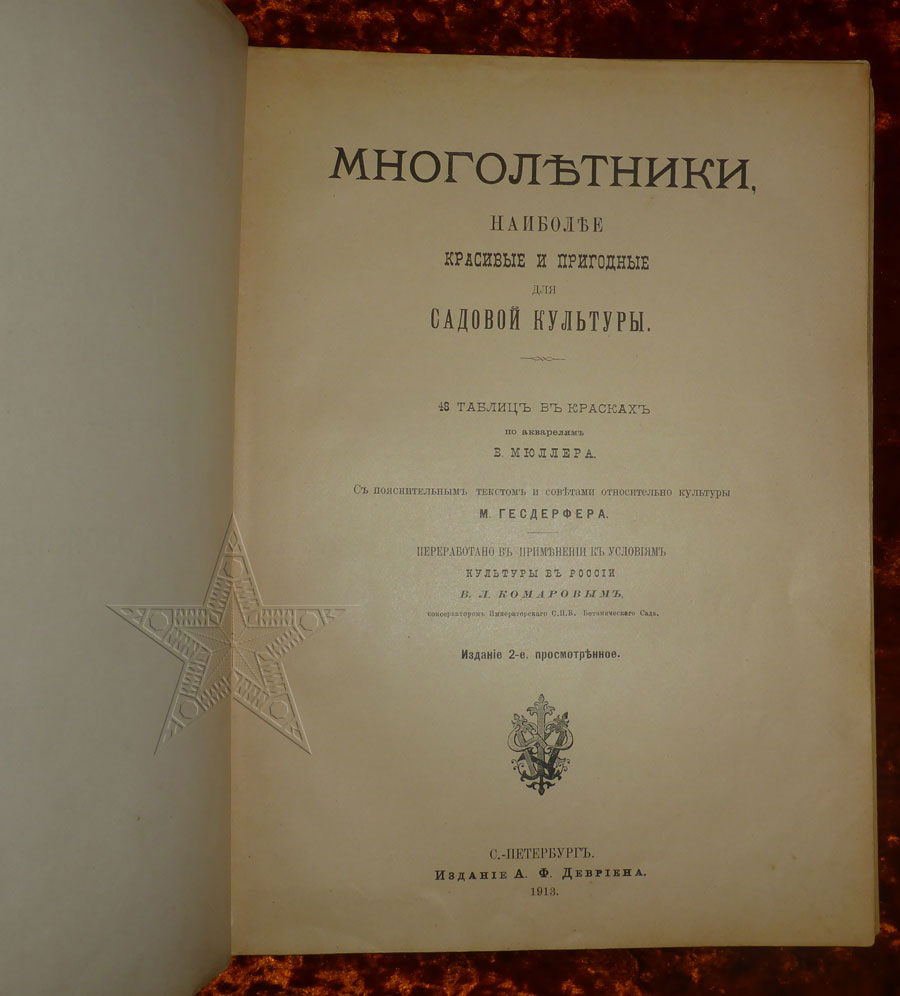 МНОГОЛѢТНИКИ,
НАИБОЛѢЕ
КРАСИВЫЕ И ПРИГОДНЫЕ
ДЛЯ
САДОВОЙ КУЛЬТУРЫ.
48 ТАБЛИЦЪ ВЪ КРАСКАХЪ
по акварелямъ
Б. МЮЛЛЕРА.
Съ пояснительнымъ текстомъ и совѣтами относительно культуры
М. ГЕСДЕРФЕРА.
ПЕРЕРАБОТАНО ВЪ ПРИМѢНЕНІИ КЪ УСЛОВІЯМЪ
КУЛЬТУРЫ ВЪ РОССІИ
В. Л. КОМАРОВЫМЪ,
консерваторомъ Императорскаго С.П.Б. Ботаническаго Сада.
Изданіе 2-е, просмотрѣнное.
С.-ПЕТЕРБУРГЪ.
Изданіе А. Ф. Девріена.
1913.